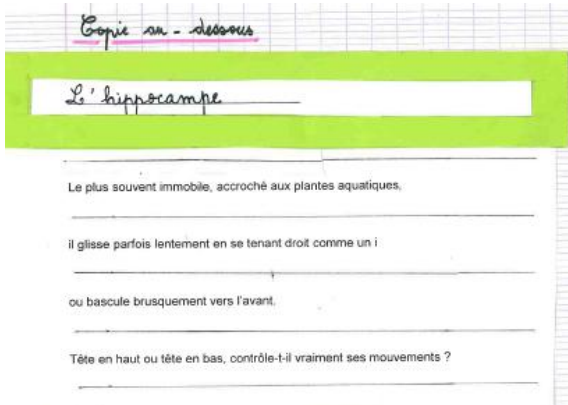 Copie au-dessous
L'hippocampe
Le plus souvent immobile, accroché aux plantes aquatiques,
il glisse parfois lentement en se tenant droit comme un i
ou bascule brusquement vers l'avant.
Tête en haut ou tête en bas, contrôle-t-il vraiment ses mouvements ?